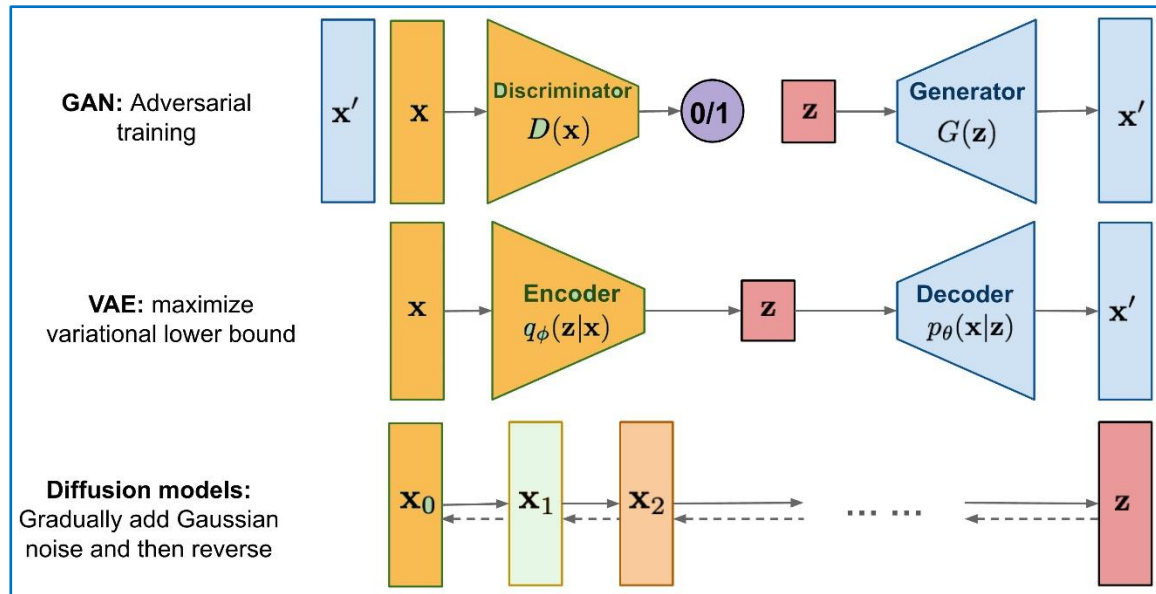 GAN: Adversarial
training
x′
x
Discriminator
D(x)
0/1
z
Generator
G(z)
x′
VAE: maximize
variational lower bound
x
Encoder
qϕ(z|x)
z
Decoder
pθ(x|z)
x′
Diffusion models:
Gradually add Gaussian
noise and then reverse
x₀
x₁
x₂
... ...
z